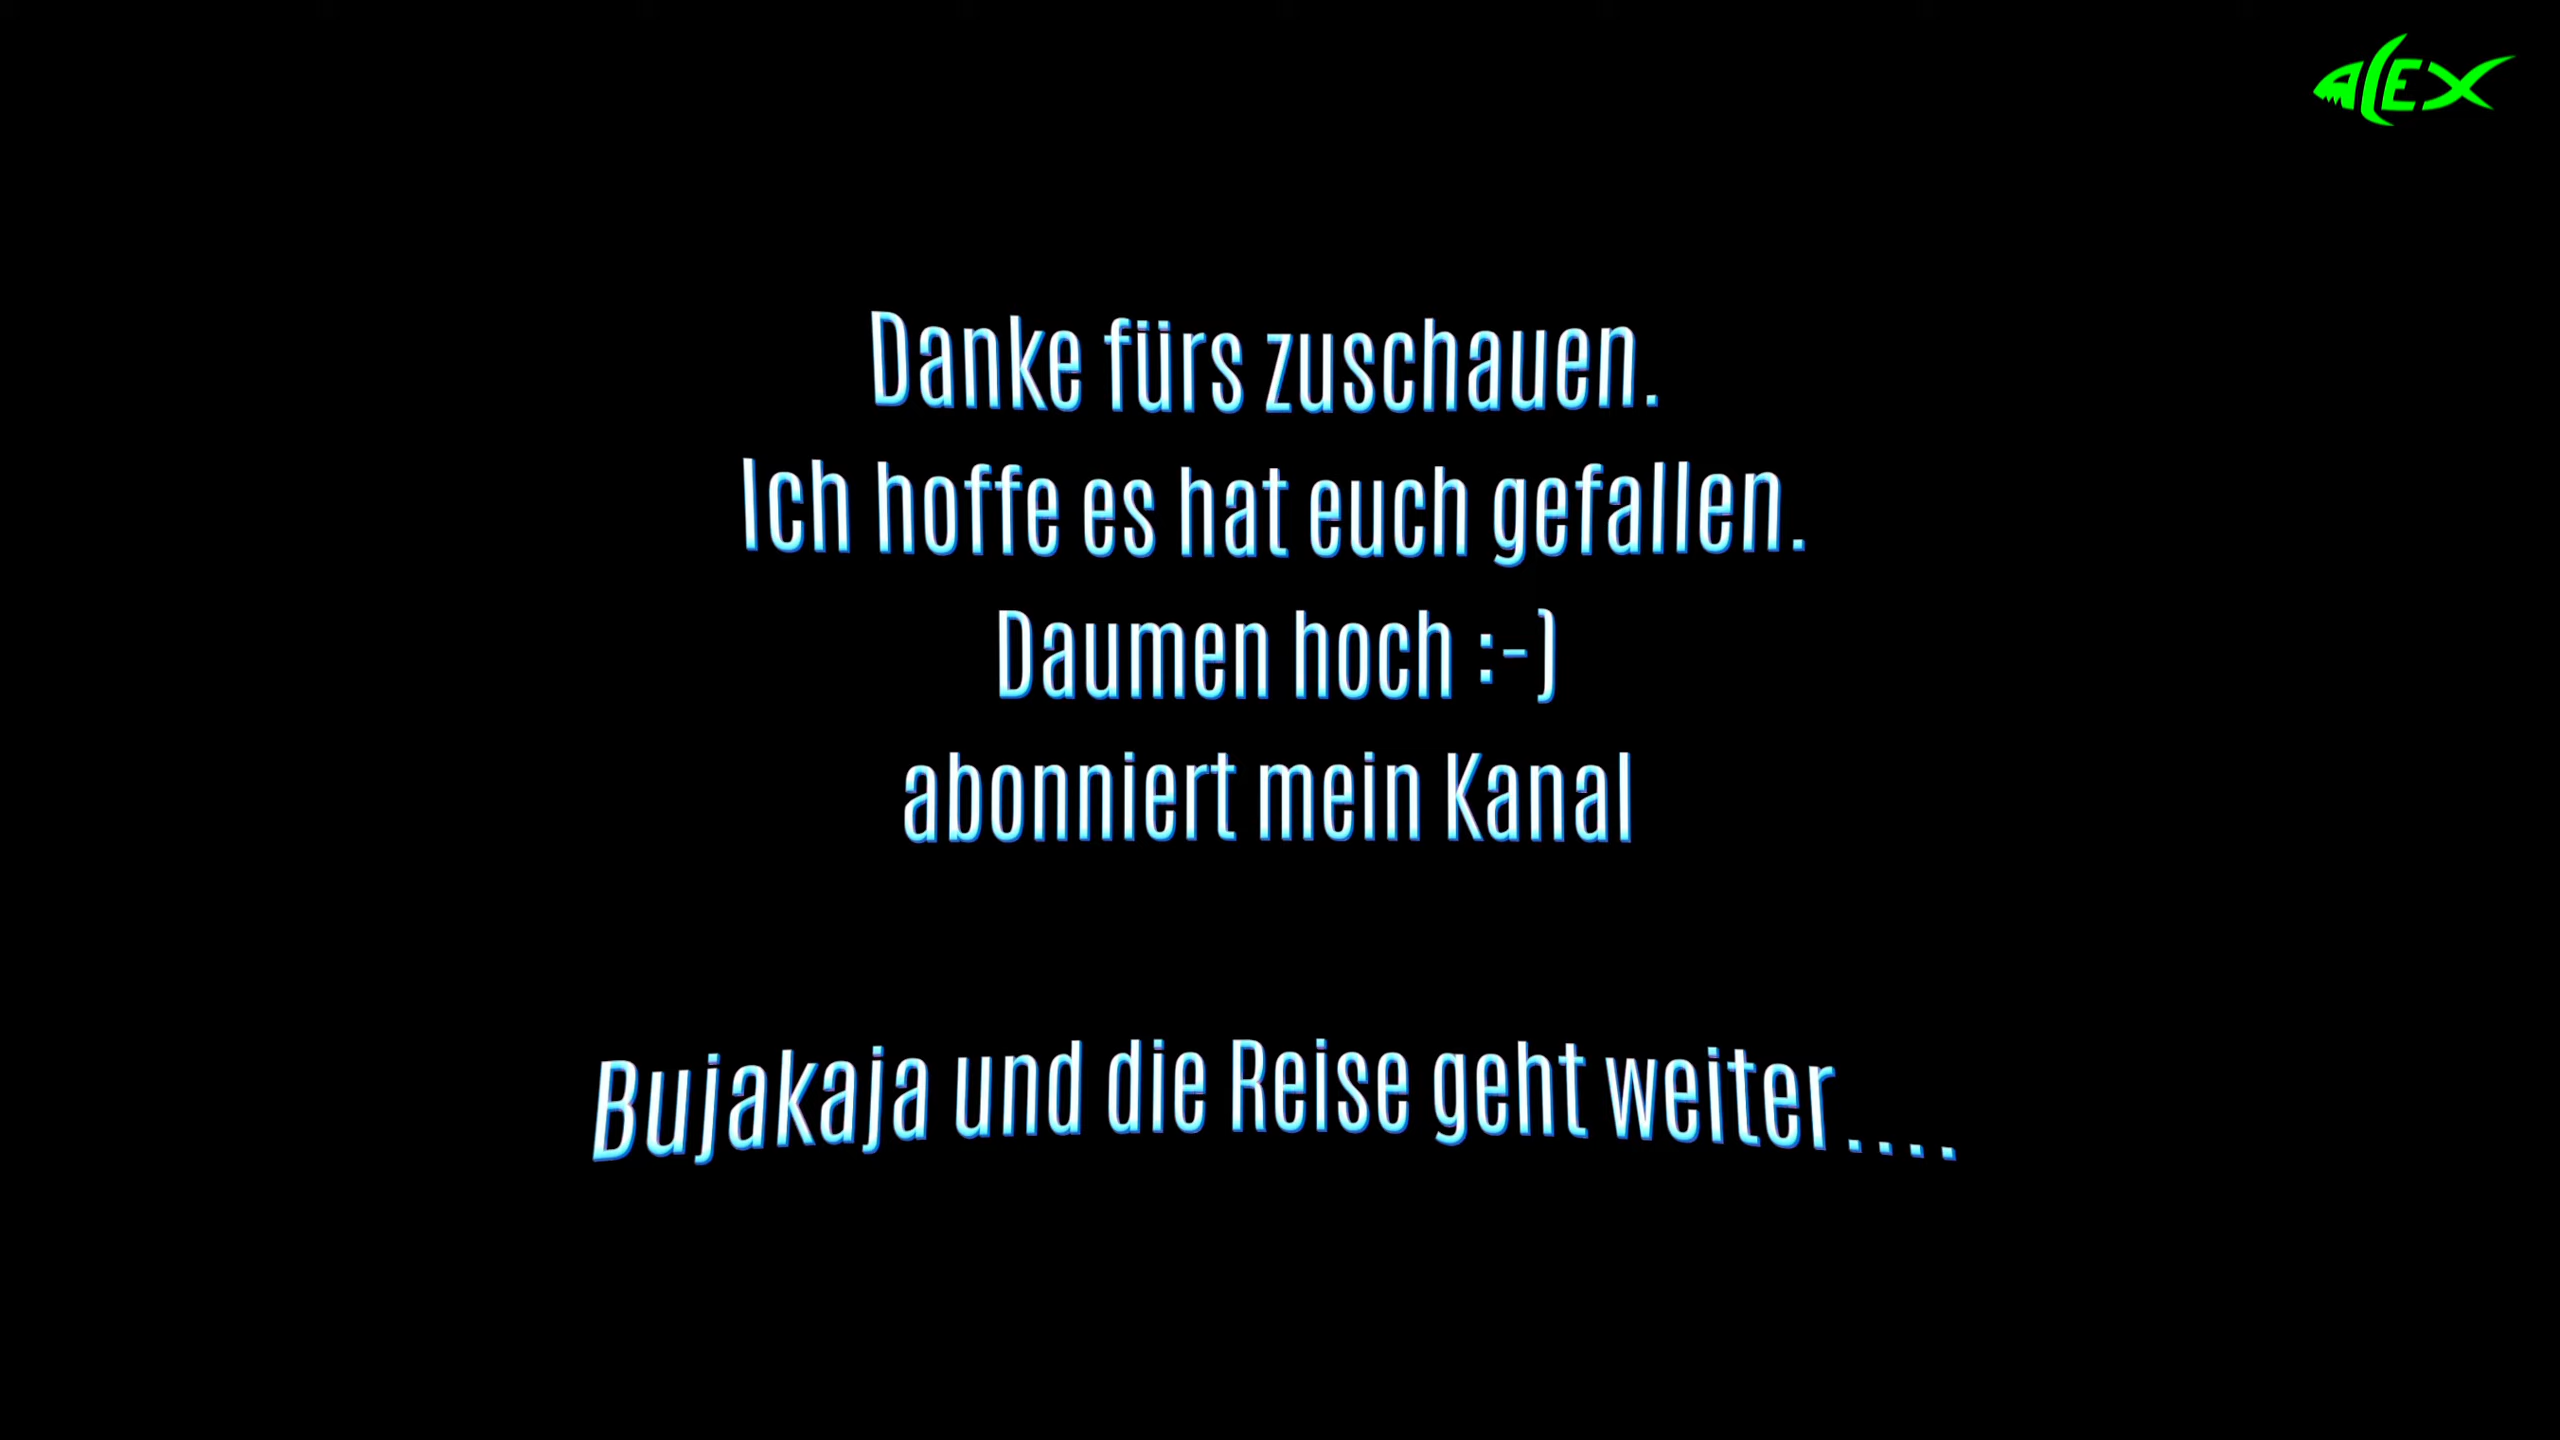 ALEX
Danke fürs zuschauen.
Ich hoffe es hat euch gefallen.
Daumen hoch :-)
abonniert mein Kanal
Bujakaja und die Reise geht weiter....